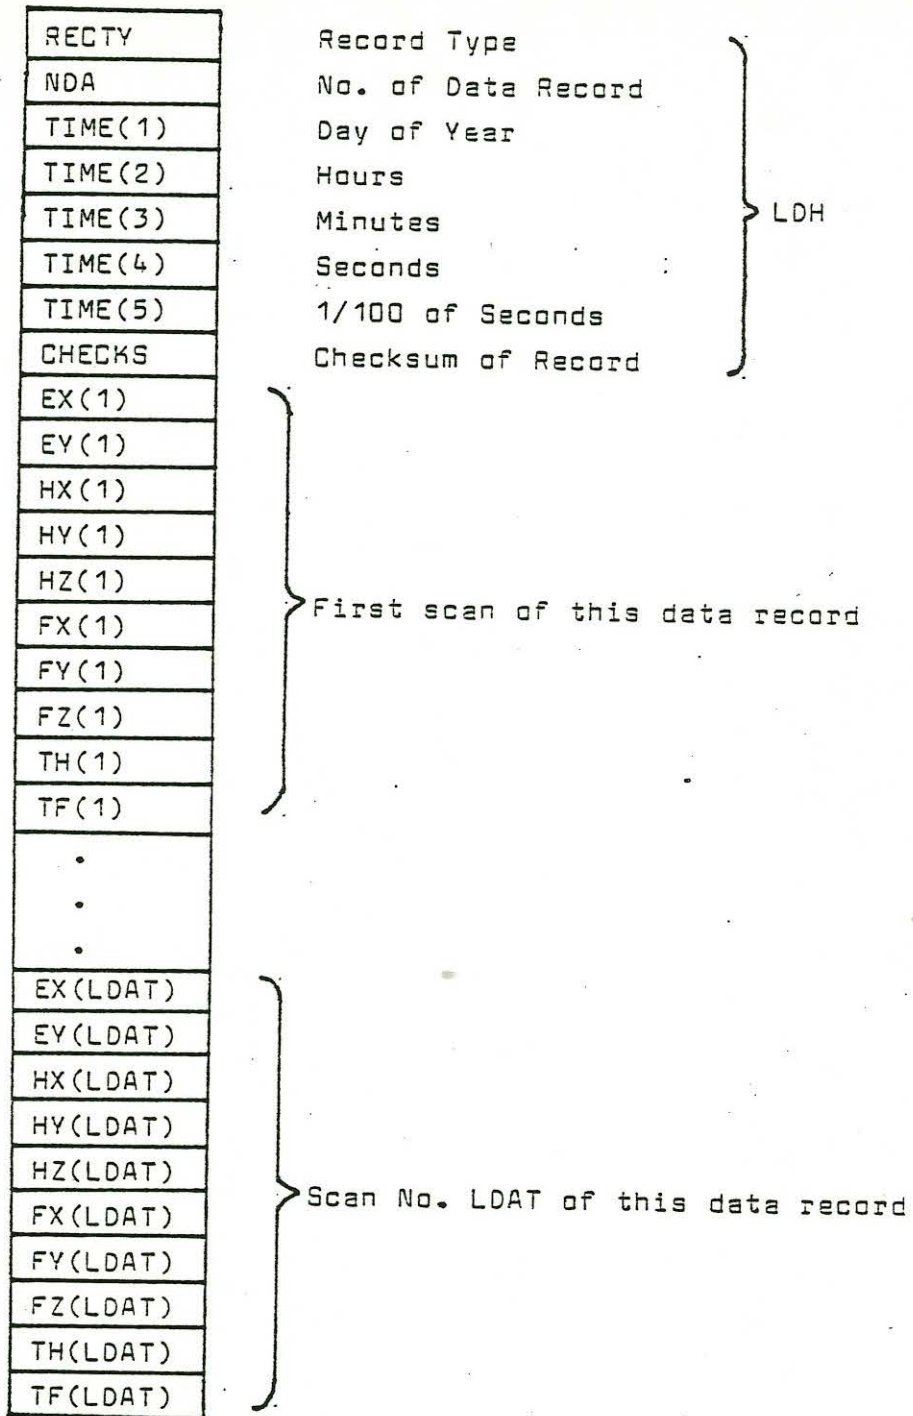 RECTY Record Type
NDA No. of Data Record
TIME(1) Day of Year
TIME(2) Hours
TIME(3) Minutes
LDH
TIME(4) Seconds
TIME(5) 1/100 of Seconds
CHECKS Checksum of Record
EX(1)
EY(1)
HX(1)
HY(1)
HZ(1)
First scan of this data record
FX(1)
FY(1)
FZ(1)
TH(1)
TF(1)
.
.
.
EX(LDAT)
EY(LDAT)
HX(LDAT)
HY(LDAT)
HZ(LDAT)
Scan No. LDAT of this data record
FX(LDAT)
FY(LDAT)
FZ(LDAT)
TH(LDAT)
TF(LDAT)